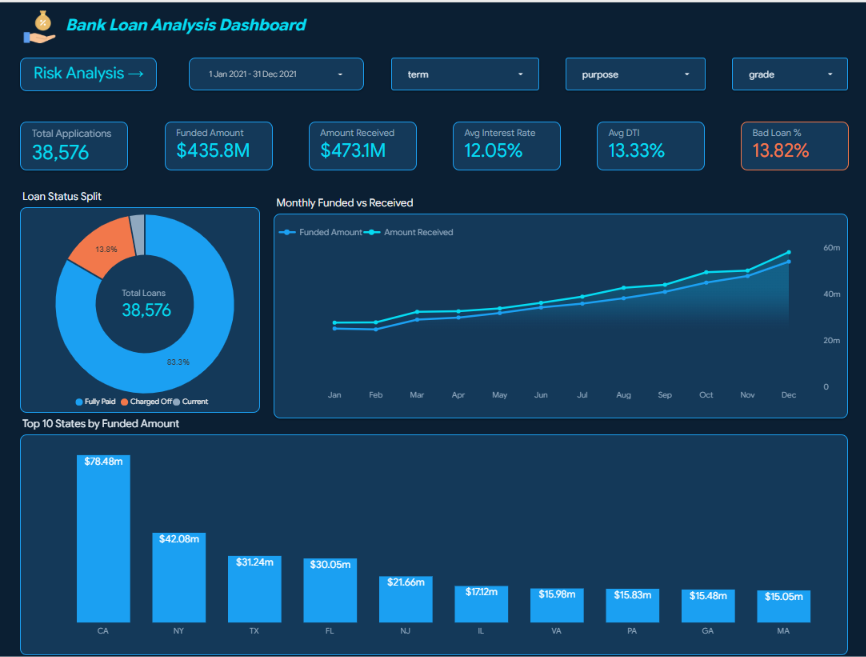 Bank Loan Analysis Dashboard
Risk Analysis →
1 Jan 2021 - 31 Dec 2021
term
purpose
grade
Total Applications
38,576
Funded Amount
$435.8M
Amount Received
$473.1M
Avg Interest Rate
12.05%
Avg DTI
13.33%
Bad Loan %
13.82%
Loan Status Split
13.8%
Total Loans
38,576
83.3%
Fully Paid Charged Off Current
Monthly Funded vs Received
Funded Amount Amount Received
60m
40m
20m
0
Jan Feb Mar Apr May Jun Jul Aug Sep Oct Nov Dec
Top 10 States by Funded Amount
$78.48m
$42.08m
$31.24m
$30.05m
$21.66m
$17.12m
$15.98m
$15.83m
$15.48m
$15.05m
CA NY TX FL NJ IL VA PA GA MA